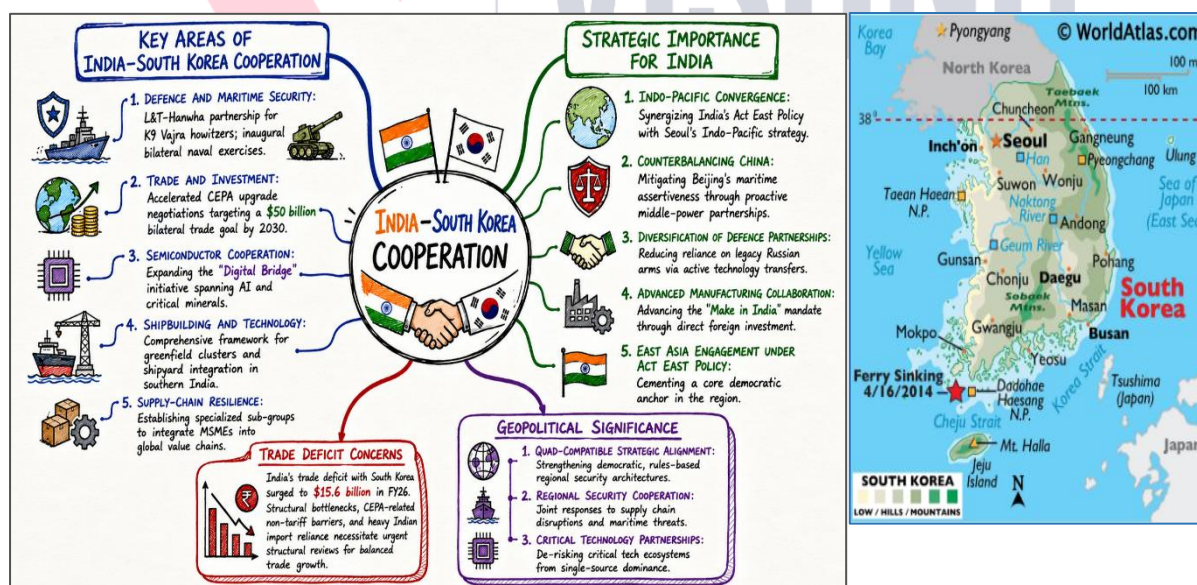 KEY AREAS OF
INDIA-SOUTH KOREA COOPERATION
1. DEFENCE AND MARITIME SECURITY:
L&T-Hanwha partnership for
K9 Vajra howitzers; inaugural
bilateral naval exercises.
2. TRADE AND INVESTMENT:
Accelerated CEPA upgrade
negotiations targeting a $50 billion
bilateral trade goal by 2030.
3. SEMICONDUCTOR COOPERATION:
Expanding the "Digital Bridge"
initiative spanning AI and
critical minerals.
4. SHIPBUILDING AND TECHNOLOGY:
Comprehensive framework for
greenfield clusters and
shipyard integration in
southern India.
5. SUPPLY-CHAIN RESILIENCE:
Establishing specialized sub-groups
to integrate MSMEs into
global value chains.
INDIA-SOUTH KOREA
COOPERATION
STRATEGIC IMPORTANCE
FOR INDIA
1. INDO-PACIFIC CONVERGENCE:
Synergizing India's Act East Policy
with Seoul's Indo-Pacific strategy.
2. COUNTERBALANCING CHINA:
Mitigating Beijing's maritime
assertiveness through proactive
middle-power partnerships.
3. DIVERSIFICATION OF DEFENCE PARTNERSHIPS:
Reducing reliance on legacy Russian
arms via active technology transfers.
4. ADVANCED MANUFACTURING COLLABORATION:
Advancing the "Make in India" mandate
through direct foreign investment.
5. EAST ASIA ENGAGEMENT UNDER
ACT EAST POLICY:
Cementing a core democratic
anchor in the region.
TRADE DEFICIT CONCERNS
₹
India's trade deficit with South Korea
surged to $15.6 billion in FY26.
Structural bottlenecks, CEPA-related
non-tariff barriers, and heavy Indian
import reliance necessitate urgent
structural reviews for balanced
trade growth.
GEOPOLITICAL SIGNIFICANCE
1. QUAD-COMPATIBLE STRATEGIC ALIGNMENT:
Strengthening democratic, rules-based
regional security architectures.
2. REGIONAL SECURITY COOPERATION:
Joint responses to supply chain
disruptions and maritime threats.
3. CRITICAL TECHNOLOGY PARTNERSHIPS:
De-risking critical tech ecosystems
from single-source dominance.
Korea
Bay
Pyongyang
© WorldAtlas.com
North Korea
100 m
100 km
Taebaek
Mtns.
Chuncheon
38°
Seoul
Gangneung
Inch'on
Han
Pyeongchang
Ulung
Suwon
Wonju
Taean Haean
N.P.
Naktong
River
Sea of
Japan
(East Se
Andong
Yellow
Sea
Geum River
Gunsan
Pohang
Chonju
Daegu
South
Korea
Sobaek
Mtns.
Masan
Mokpo
Gwangju
Busan
Yeosu
Korea Strait
Ferry Sinking
4/16/2014
Dadohae
Haesang
N.P.
Tsushima
(Japan)
Cheju Strait
Mt. Halla
Japa
Jeju
Island
SOUTH KOREA
LOW / HILLS / MOUNTAINS
N